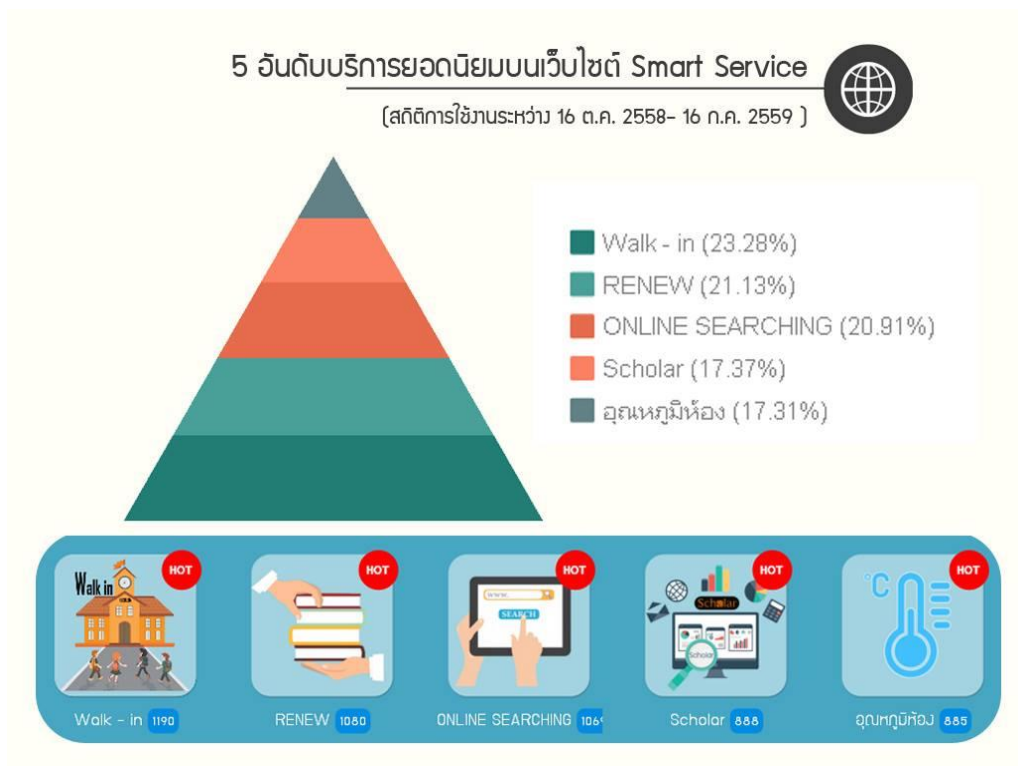 5 อันดับบริการยอดนิยมบนเว็บไซต์ Smart Service
(สถิติการใช้งานระหว่าง 16 ต.ค. 2558- 16 ก.ค. 2559 )
Walk - in (23.28%)
RENEW (21.13%)
ONLINE SEARCHING (20.91%)
Scholar (17.37%)
อุณหภูมิห้อง (17.31%)
HOT HOT HOT HOT HOT
Walk in
www.
SEARCH
Scholar
Scholar
°C
Walk - in 1190
RENEW 1080
ONLINE SEARCHING
Scholar 888
อุณหภูมิห้อง 885